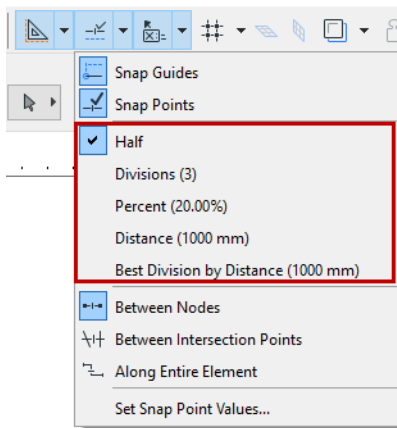 Snap Guides
Snap Points
Half
Divisions (3)
Percent (20.00%)
Distance (1000 mm)
Best Division by Distance (1000 mm)
Between Nodes
Between Intersection Points
Along Entire Element
Set Snap Point Values...